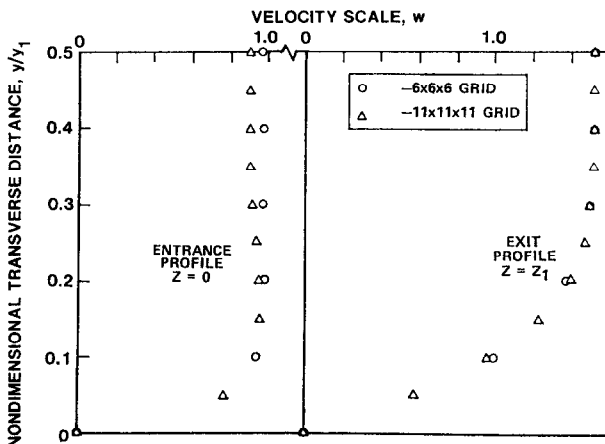 VELOCITY SCALE, w
0 1.0 0 1.0
NONDIMENSIONAL TRANSVERSE DISTANCE, y/y1
0.5
0.4
0.3
0.2
0.1
0
–6x6x6 GRID
–11x11x11 GRID
ENTRANCE
PROFILE
Z = 0
EXIT
PROFILE
Z = Z1